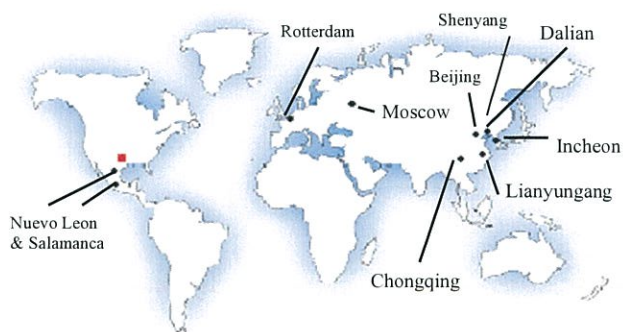 Shenyang
Rotterdam
Dalian
Beijing
Moscow
Incheon
Lianyungang
Nuevo Leon
& Salamanca
Chongqing